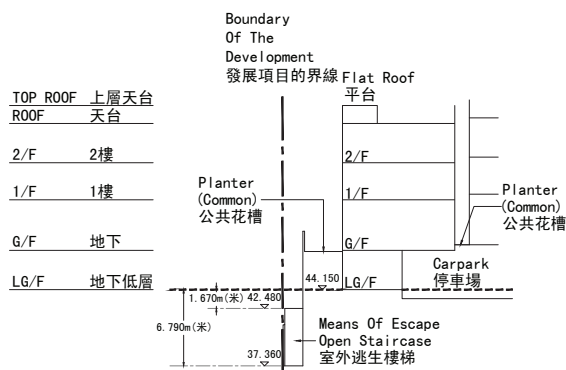 Boundary
Of The
Development
發展項目的界線
Flat Roof
平台
TOP ROOF 上層天台
ROOF 天台
2/F 2樓
1/F 1樓
G/F 地下
LG/F 地下低層
2/F
1/F
G/F
LG/F
Planter
(Common)
公共花槽
Planter
(Common)
公共花槽
Carpark
停車場
44.150
1.670m(米) 42.480
6.790m(米)
37.360
Means Of Escape
Open Staircase
室外逃生樓梯